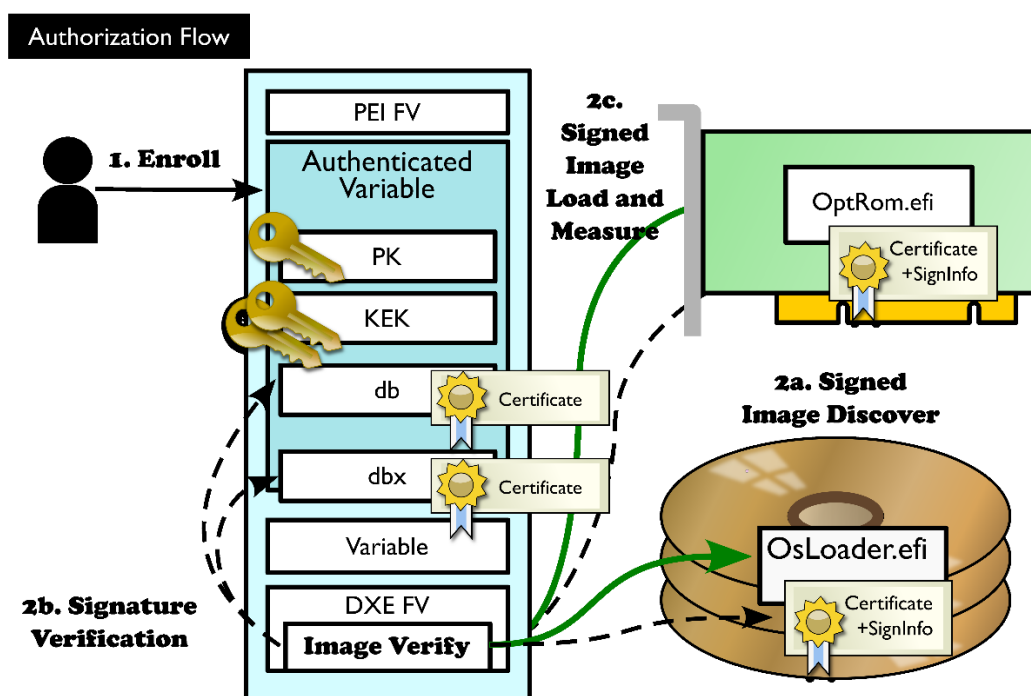 Authorization Flow
1. Enroll
PEI FV
Authenticated
Variable
PK
KEK
db
Certificate
dbx
Certificate
Variable
DXE FV
Image Verify
2b. Signature
Verification
2c.
Signed
Image
Load and
Measure
OptRom.efi
Certificate
+SignInfo
2a. Signed
Image Discover
OsLoader.efi
Certificate
+SignInfo